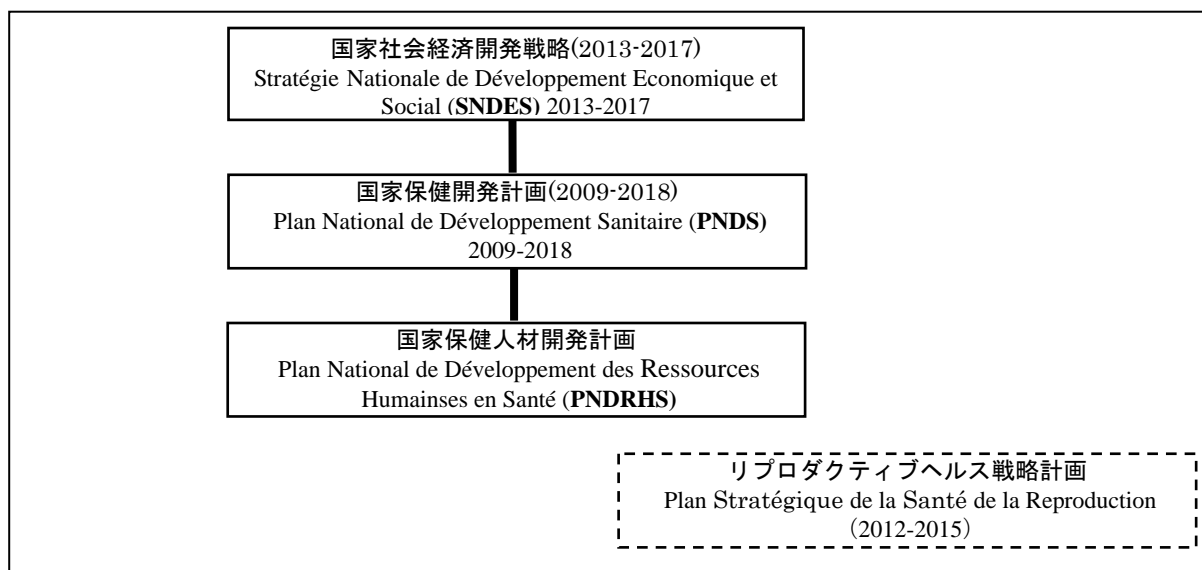 国家社会経済開発戦略(2013-2017)
Stratégie Nationale de Développement Economique et
Social (SNDES) 2013-2017
国家保健開発計画(2009-2018)
Plan National de Développement Sanitaire (PNDS)
2009-2018
国家保健人材開発計画
Plan National de Développement des Ressources
Humainses en Santé (PNDRHS)
リプロダクティブヘルス戦略計画
Plan Stratégique de la Santé de la Reproduction
（2012-2015）